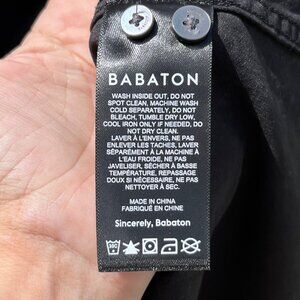 BABATON
WASH INSIDE OUT, DO NOT
SPOT CLEAN, MACHINE WASH
COLD SEPARATELY, DO NOT
BLEACH, TUMBLE DRY LOW,
COOL IRON ONLY IF NEEDED, DO
NOT DRY CLEAN.
LAVER À L'ENVERS, NE PAS
ENLEVER LES TACHES, LAVER
SÉPARÉMENT À LA MACHINE À
L'EAU FROIDE, NE PAS
JAVELLISER, SÉCHER À BASSE
TEMPÉRATURE, REPASSAGE
DOUX SI NÉCESSAIRE, NE PAS
NETTOYER À SEC.
MADE IN CHINA
FABRIQUÉ EN CHINE
Sincerely, Babaton